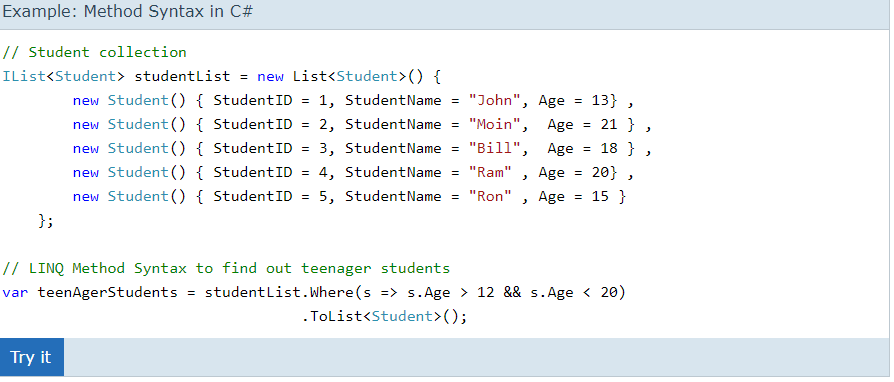 Example: Method Syntax in C#
// Student collection
IList<Student> studentList = new List<Student>() {
        new Student() { StudentID = 1, StudentName = "John", Age = 13} ,
        new Student() { StudentID = 2, StudentName = "Moin",  Age = 21 } ,
        new Student() { StudentID = 3, StudentName = "Bill",  Age = 18 } ,
        new Student() { StudentID = 4, StudentName = "Ram" , Age = 20} ,
        new Student() { StudentID = 5, StudentName = "Ron" , Age = 15 }
    };
// LINQ Method Syntax to find out teenager students
var teenAgerStudents = studentList.Where(s => s.Age > 12 && s.Age < 20)
                                  .ToList<Student>();
Try it